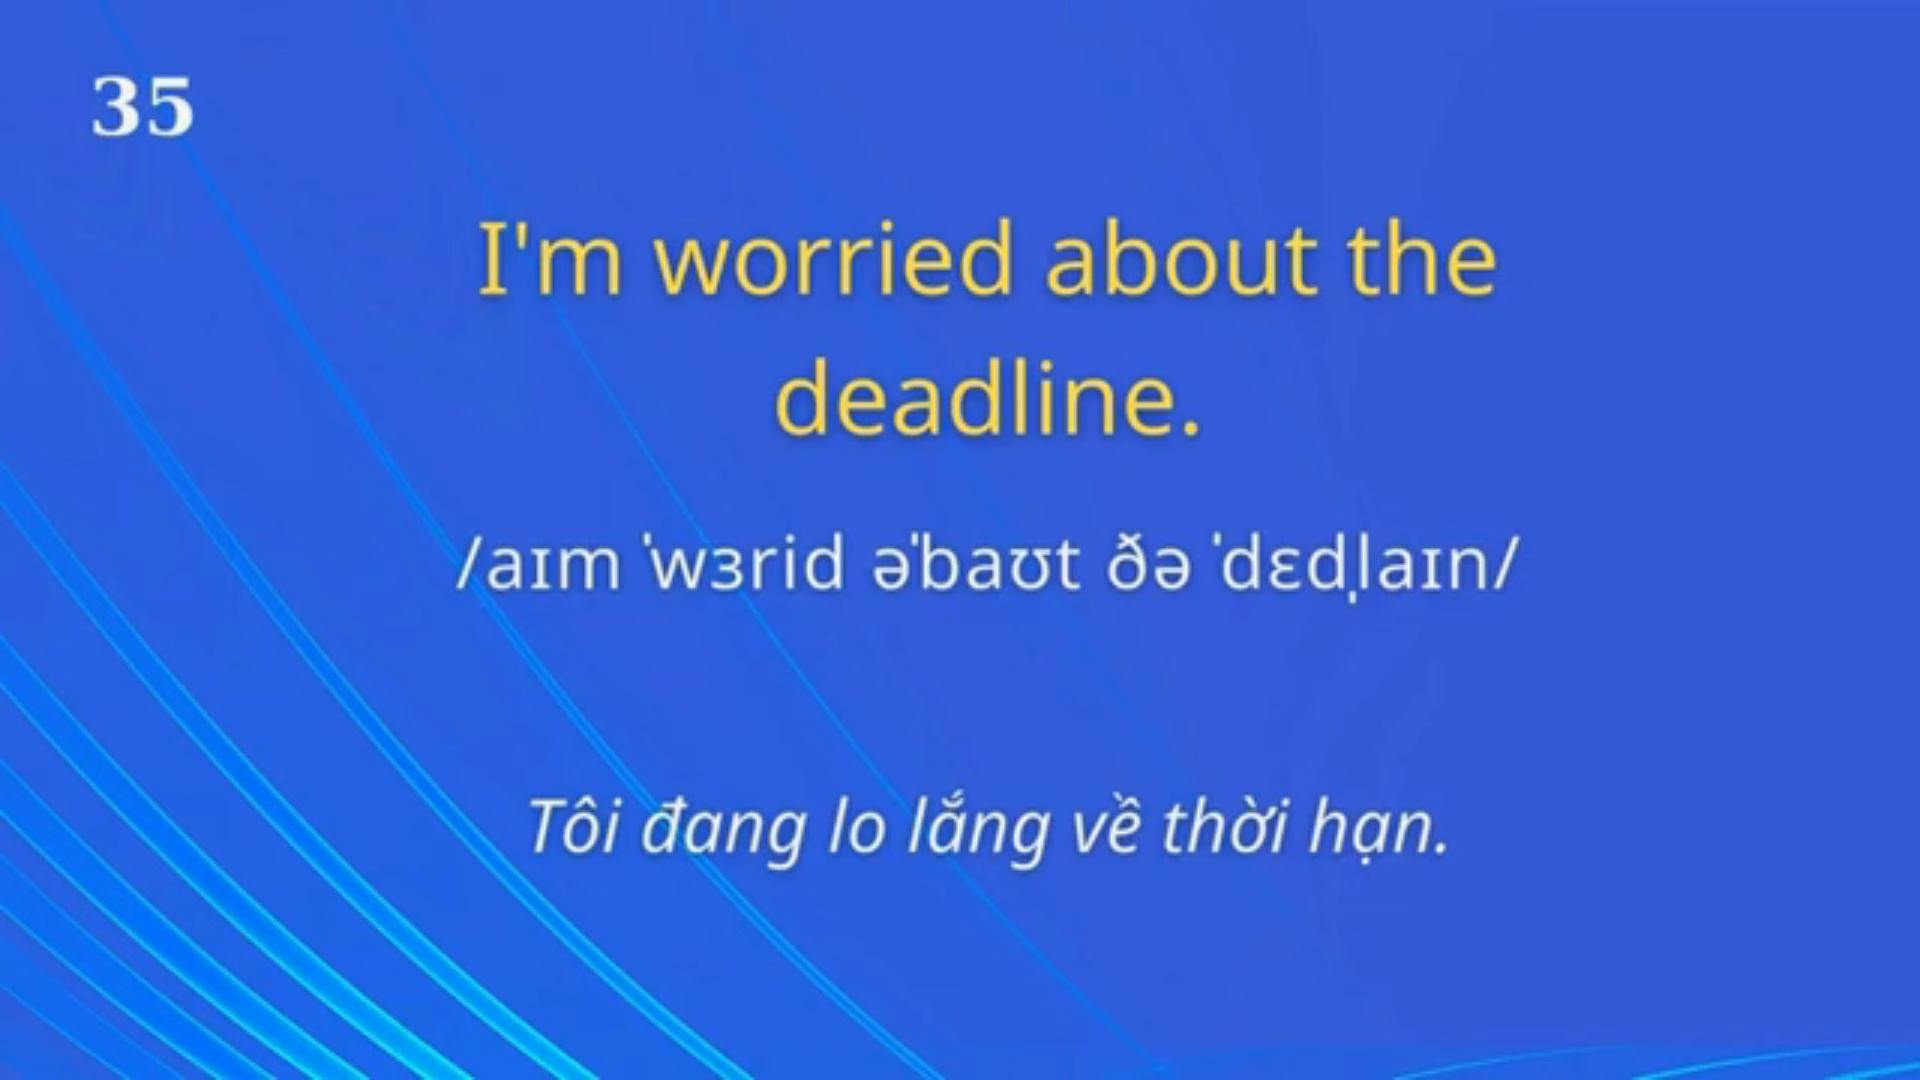 35
I'm worried about the
deadline.
/aɪm ˈwɜrid əˈbaʊt ðə ˈdɛdˌlaɪn/
Tôi đang lo lắng về thời hạn.